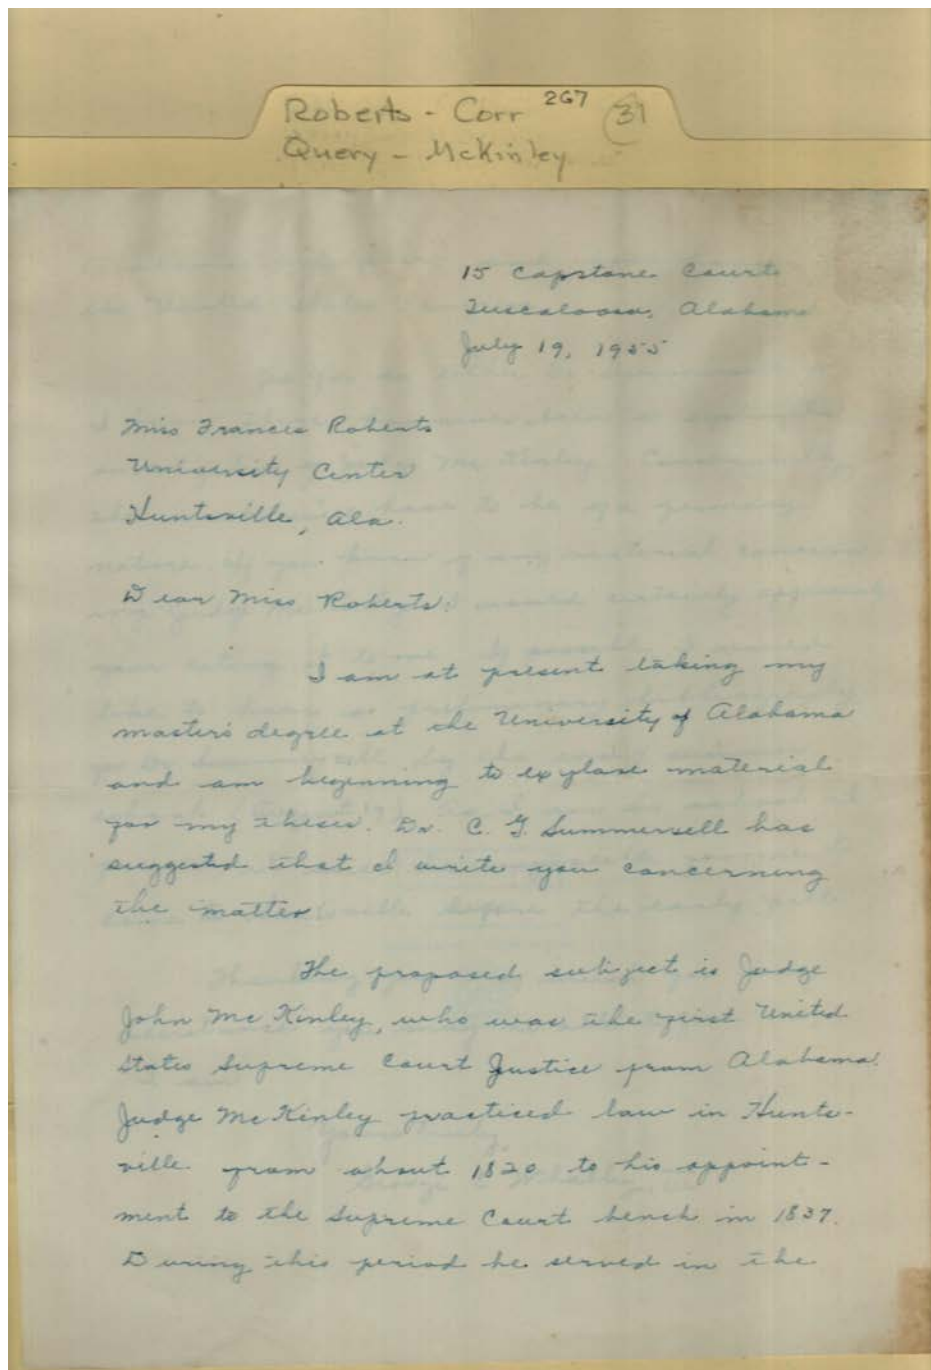 Roberts - Corr 267 31
Query - McKinley
15 Capstone Court
Tuscaloosa, Alabama
July 19, 1955
Miss Frances Roberts
University Center
Huntsville, Ala.
Dear Miss Roberts:
I am at present taking my
master's degree at the University of Alabama
and am beginning to explore material
for my thesis. Dr. C. G. Summersell has
suggested that I write you concerning
the matter.
The proposed subject is Judge
John McKinley, who was the first United
States Supreme Court Justice from Alabama.
Judge McKinley practiced law in Hunts-
ville from about 1820 to his appoint-
ment to the Supreme Court bench in 1837.
During this period he served in the